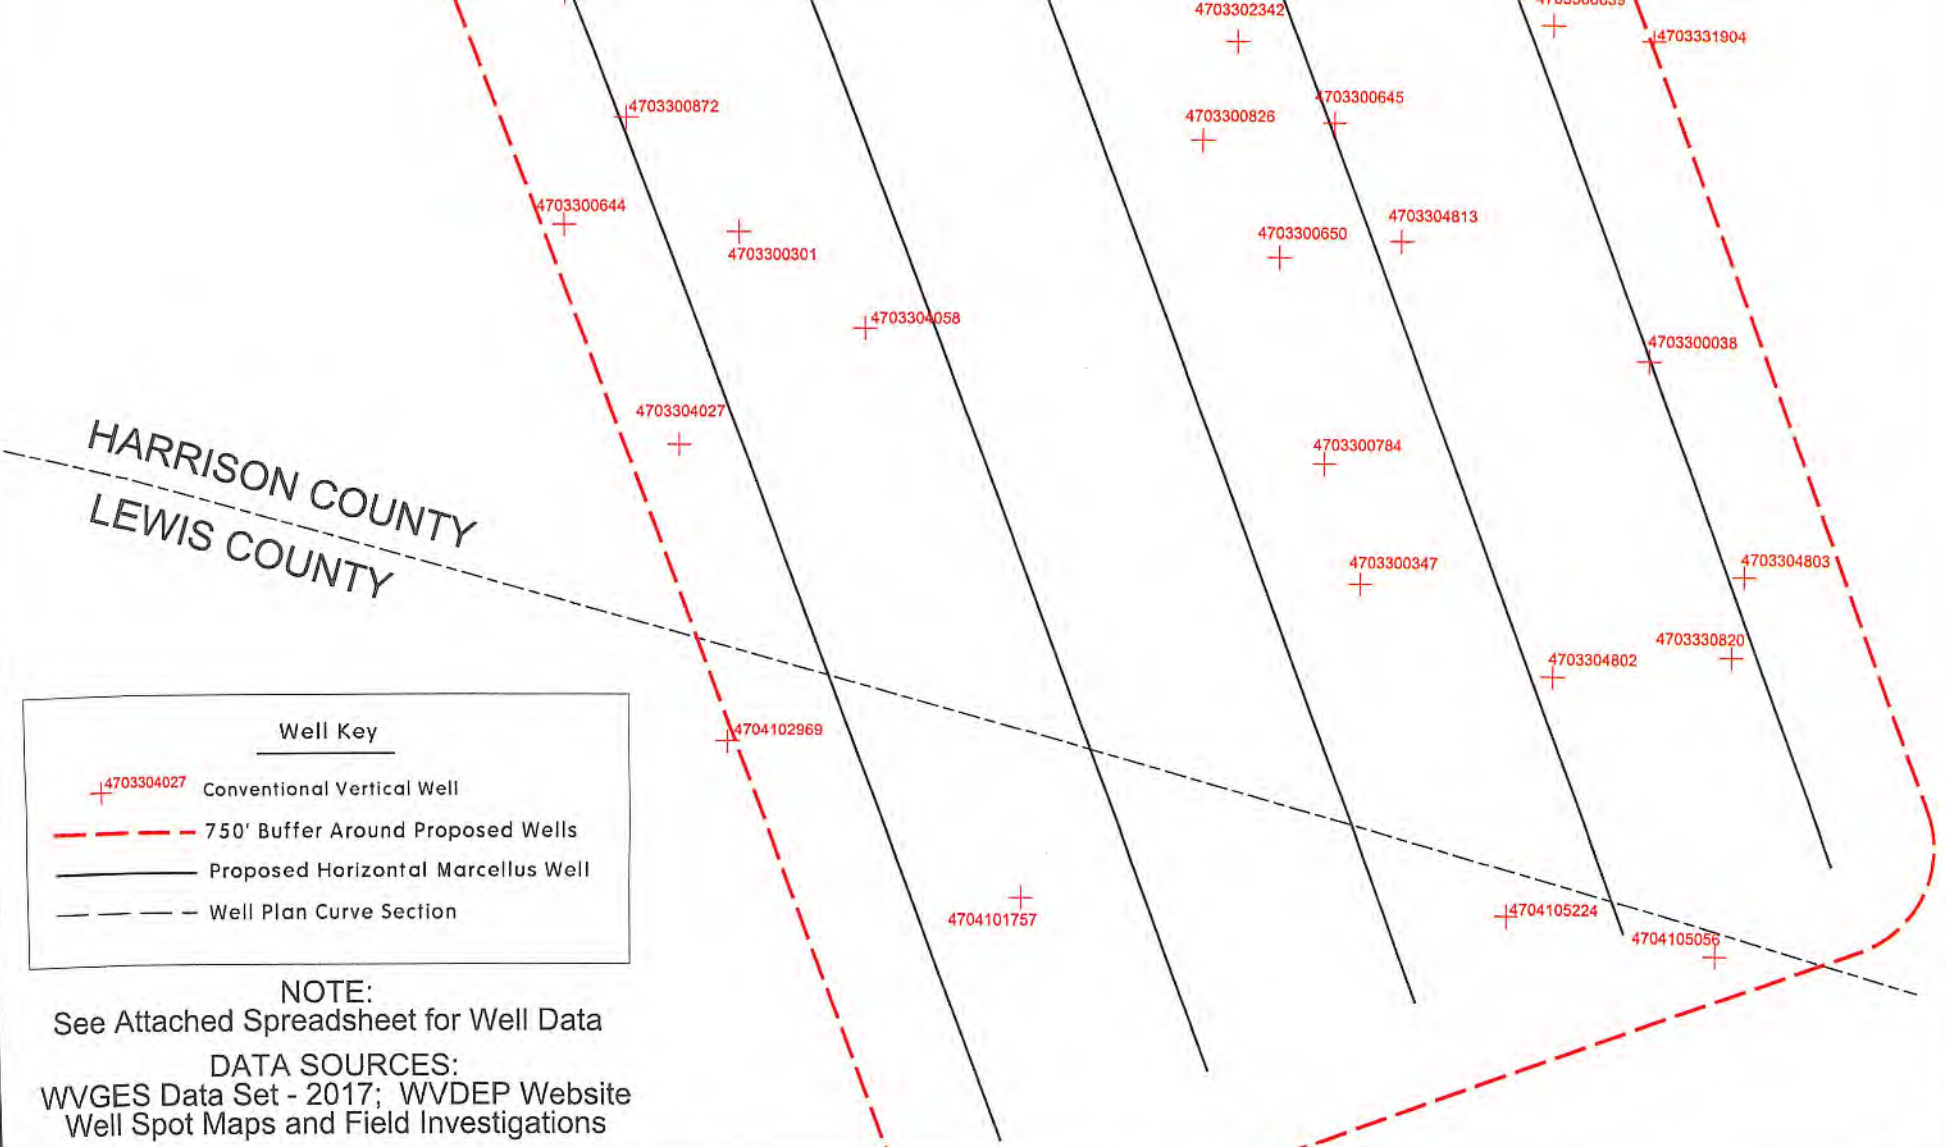 4703302342
4703331904
4703300872
4703300645
4703300826
4703300644
4703304813
4703300650
4703300301
4703304058
4703300038
4703304027
4703300784
HARRISON COUNTY
LEWIS COUNTY
4703300347
4703304803
4703330820
4703304802
4704102969
4704101757
4704105224
4704105056
Well Key
4703304027 Conventional Vertical Well
750' Buffer Around Proposed Wells
Proposed Horizontal Marcellus Well
Well Plan Curve Section
NOTE:
See Attached Spreadsheet for Well Data
DATA SOURCES:
WVGES Data Set - 2017; WVDEP Website
Well Spot Maps and Field Investigations